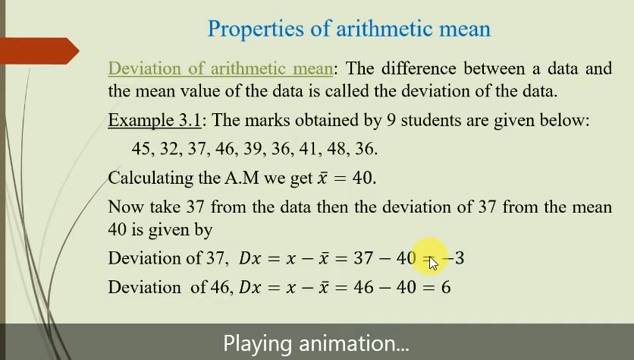 Properties of arithmetic mean
Deviation of arithmetic mean: The difference between a data and
the mean value of the data is called the deviation of the data.
Example 3.1: The marks obtained by 9 students are given below:
45, 32, 37, 46, 39, 36, 41, 48, 36.
Calculating the A.M we get x̄ = 40.
Now take 37 from the data then the deviation of 37 from the mean
40 is given by
Deviation of 37, Dx = x − x̄ = 37 − 40 = −3
Deviation of 46, Dx = x − x̄ = 46 − 40 = 6
Playing animation...